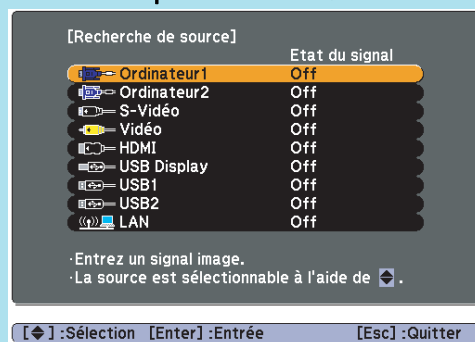 [Recherche de source]
Etat du signal
Ordinateur1 Off
Ordinateur2 Off
S-Vidéo Off
Vidéo Off
HDMI Off
USB Display Off
USB1 Off
USB2 Off
LAN Off
·Entrez un signal image.
·La source est sélectionnable à l'aide de .
[ ] :Sélection [Enter] :Entrée [Esc] :Quitter